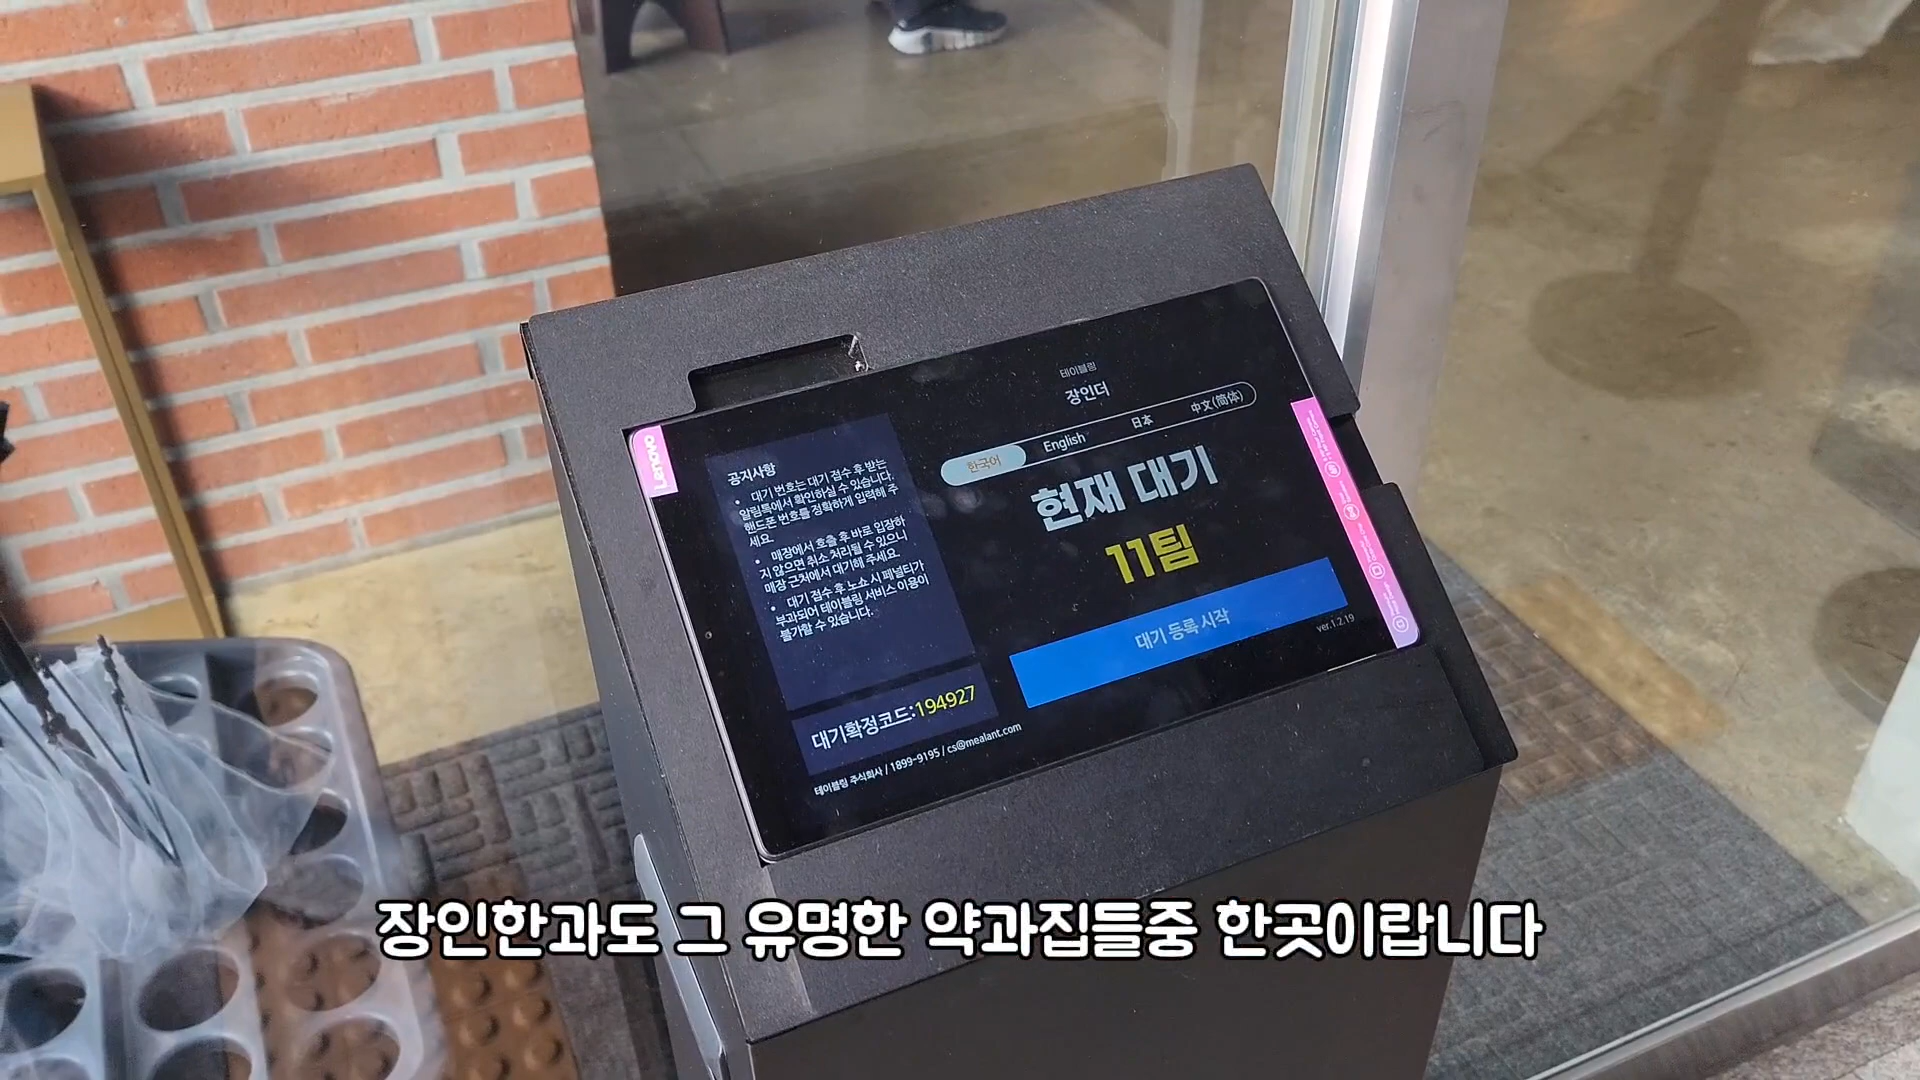 테이블링
장인더
한국어 English 日本 中文(简体)
현재 대기
11팀
대기 등록 시작
ver.1.2.19
Lenovo
공지사항
• 대기 번호는 대기 접수 후 받는
알림톡에서 확인하실 수 있습니다.
핸드폰 번호를 정확하게 입력해 주
세요.
• 매장에서 호출 후 바로 입장하
지 않으면 취소 처리될 수 있으니
매장 근처에서 대기해 주세요.
• 대기 접수 후 노쇼 시 페널티가
부과되어 테이블링 서비스 이용이
불가할 수 있습니다.
대기확정코드:194927
테이블링 주식회사 / 1899-9195 / cs@mealant.com
장인한과도 그 유명한 약과집들중 한곳이랍니다